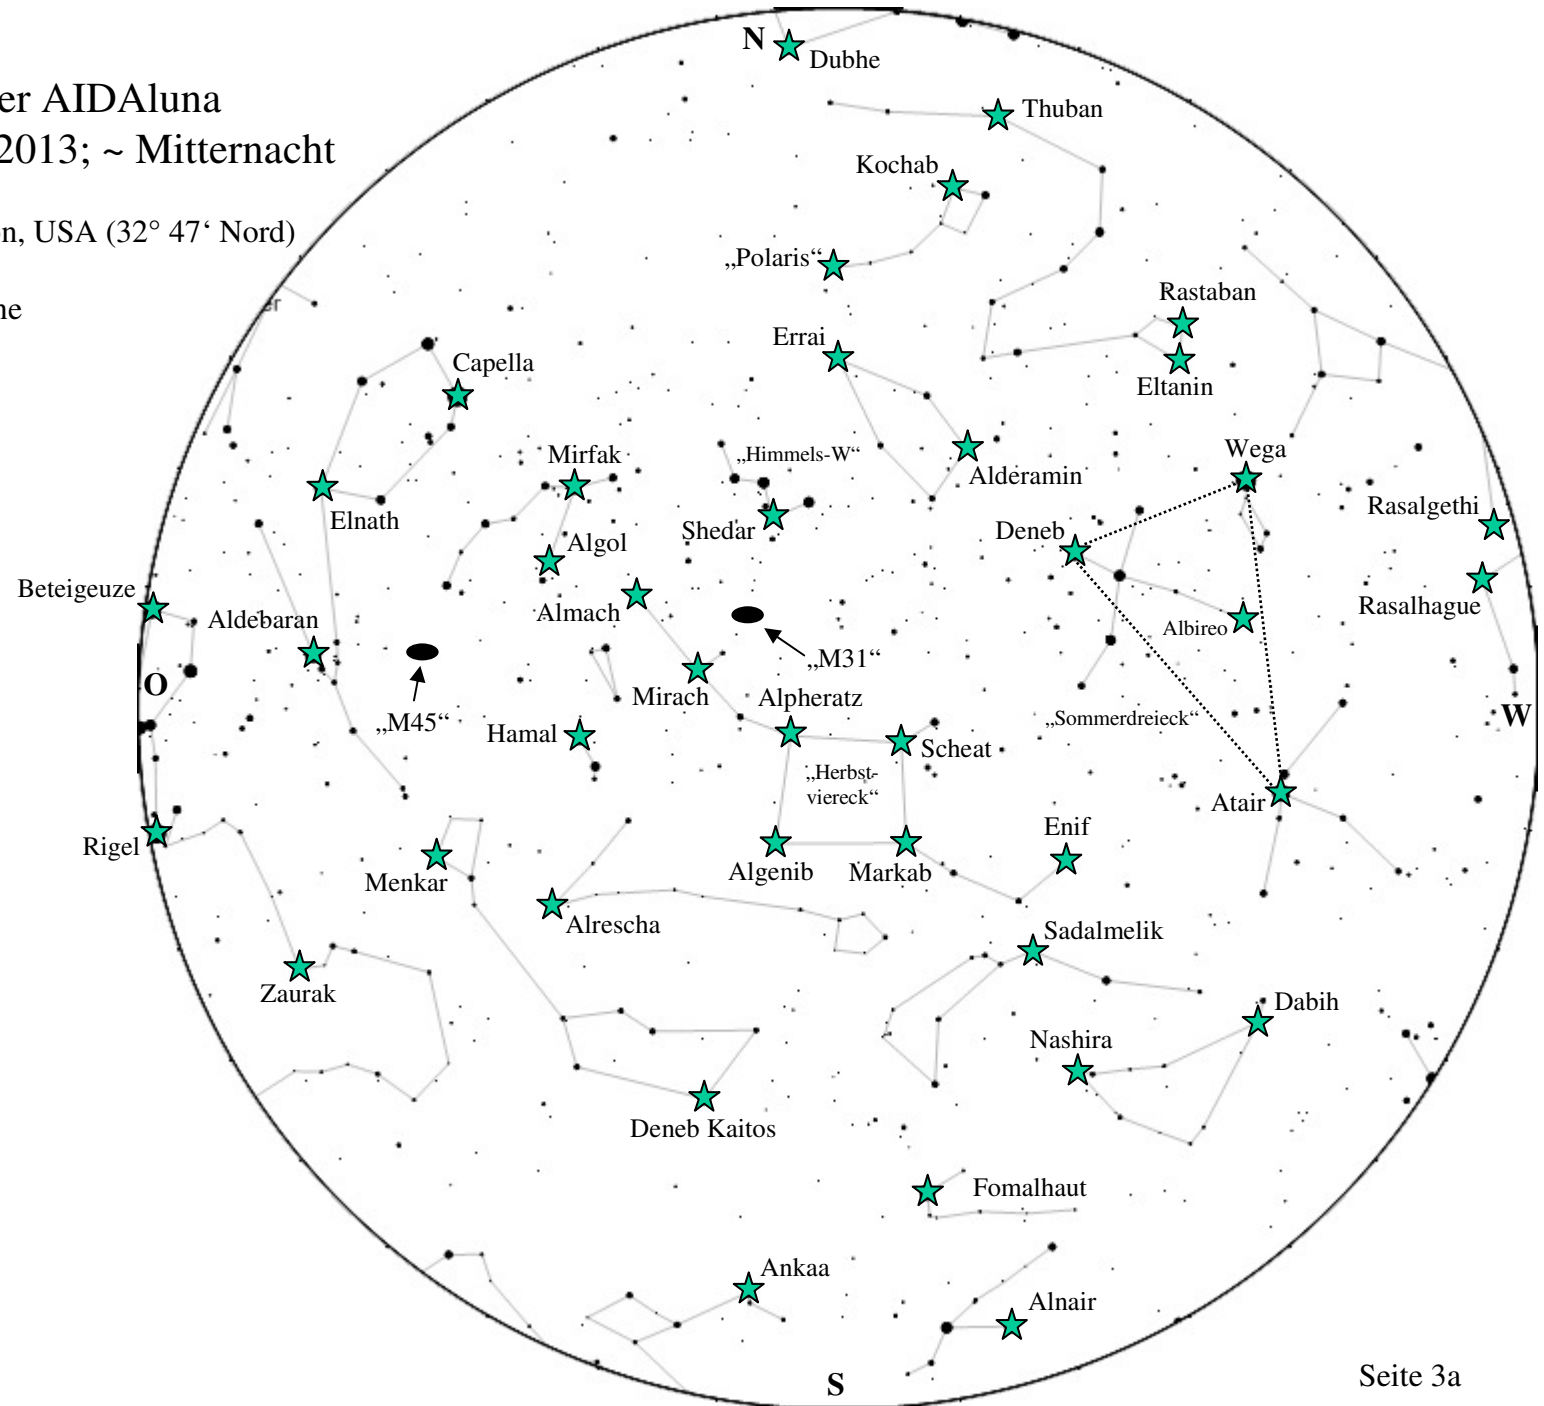 er AIDAluna
2013; ~ Mitternacht
n, USA (32° 47‘ Nord)
ne
N
Dubhe
Thuban
Kochab
„Polaris“
Rastaban
Errai
Eltanin
Capella
er
Mirfak
„Himmels-W“
Wega
Alderamin
Rasalgethi
Elnath
Shedar
Deneb
Algol
Beteigeuze
Almach
Rasalhague
Aldebaran
Albireo
„M31“
O
Mirach
Alpheratz
„Sommerdreieck“
W
„M45“
Hamal
Scheat
„Herbst-
viereck“
Atair
Enif
Rigel
Menkar
Algenib
Markab
Alrescha
Sadalmelik
Zaurak
Dabih
Nashira
Deneb Kaitos
Fomalhaut
Ankaa
Alnair
S
Seite 3a